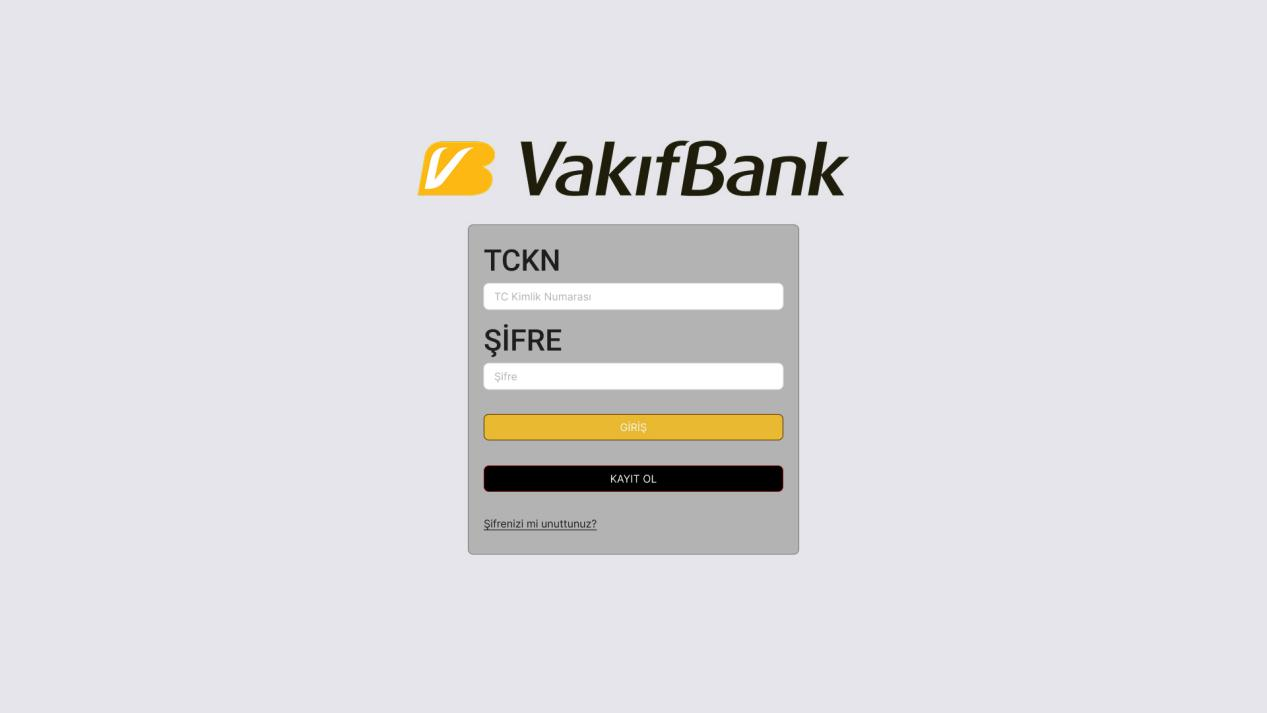 VakıfBank
TCKN
TC Kimlik Numarası
ŞİFRE
Şifre
GİRİŞ
KAYIT OL
Şifrenizi mi unuttunuz?